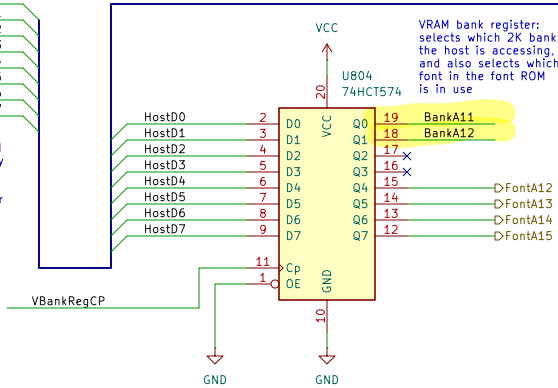 VRAM bank register:
selects which 2K bank
the host is accessing,
and also selects which
font in the font ROM
is in use
VCC
U804
74HCT574
20
VCC
HostD0 2 D0 Q0 19 BankA11
HostD1 3 D1 Q1 18 BankA12
HostD2 4 D2 Q2 17
HostD3 5 D3 Q3 16
HostD4 6 D4 Q4 15 FontA12
HostD5 7 D5 Q5 14 FontA13
HostD6 8 D6 Q6 13 FontA14
HostD7 9 D7 Q7 12 FontA15
11 Cp
1 OE
GND
VBankRegCP
10
GND
GND